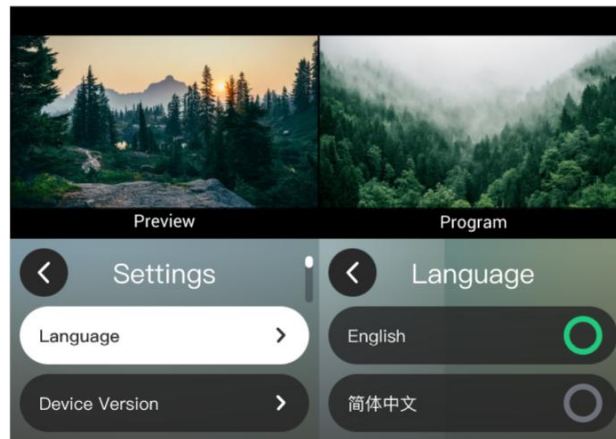 Preview
Program
Settings
Language
Device Version
Language
English
简体中文